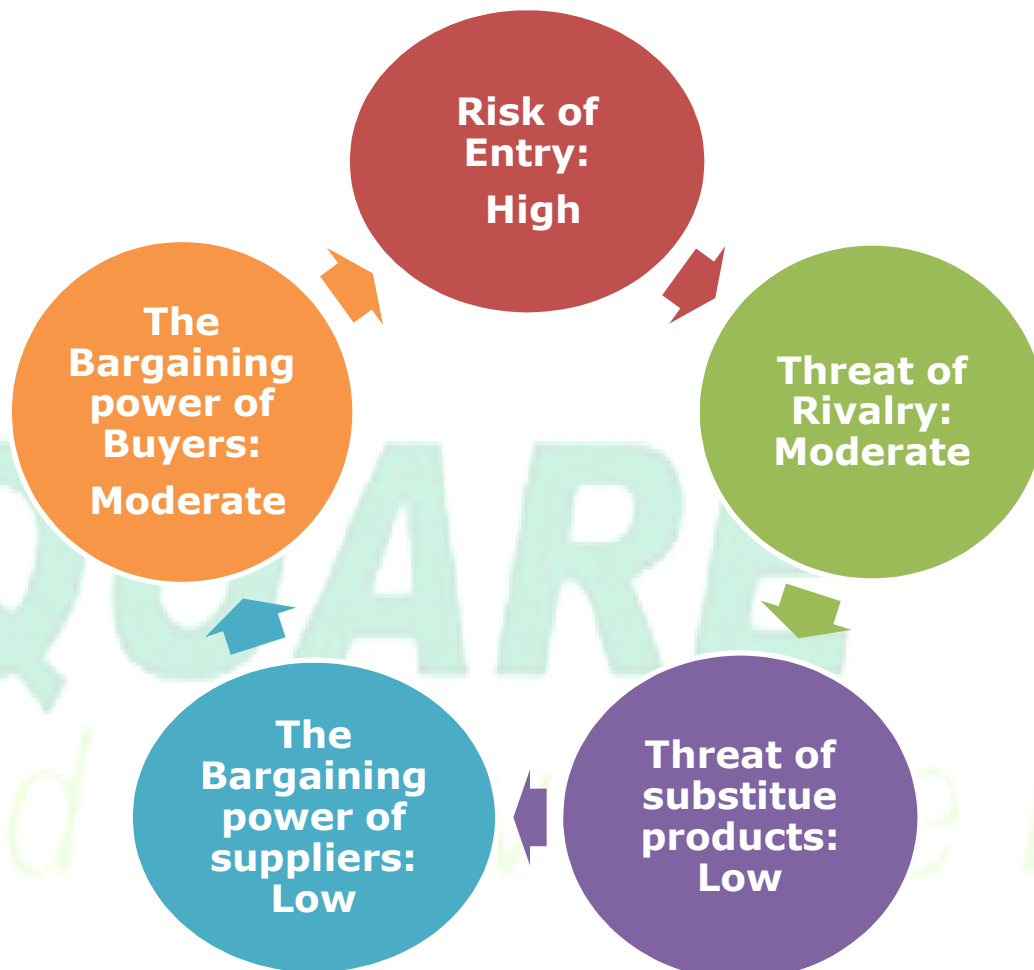 Risk of
Entry:
High
Threat of
Rivalry:
Moderate
Threat of
substitue
products:
Low
The
Bargaining
power of
suppliers:
Low
The
Bargaining
power of
Buyers:
Moderate
QUARE